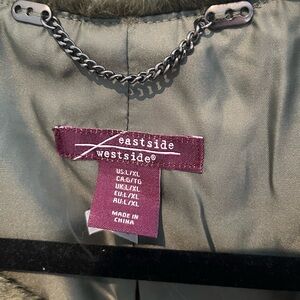 eastside
westside®
US:L/XL
CA:G/TG
UK:L/XL
EU:L/XL
AU:L/XL
MADE IN
CHINA